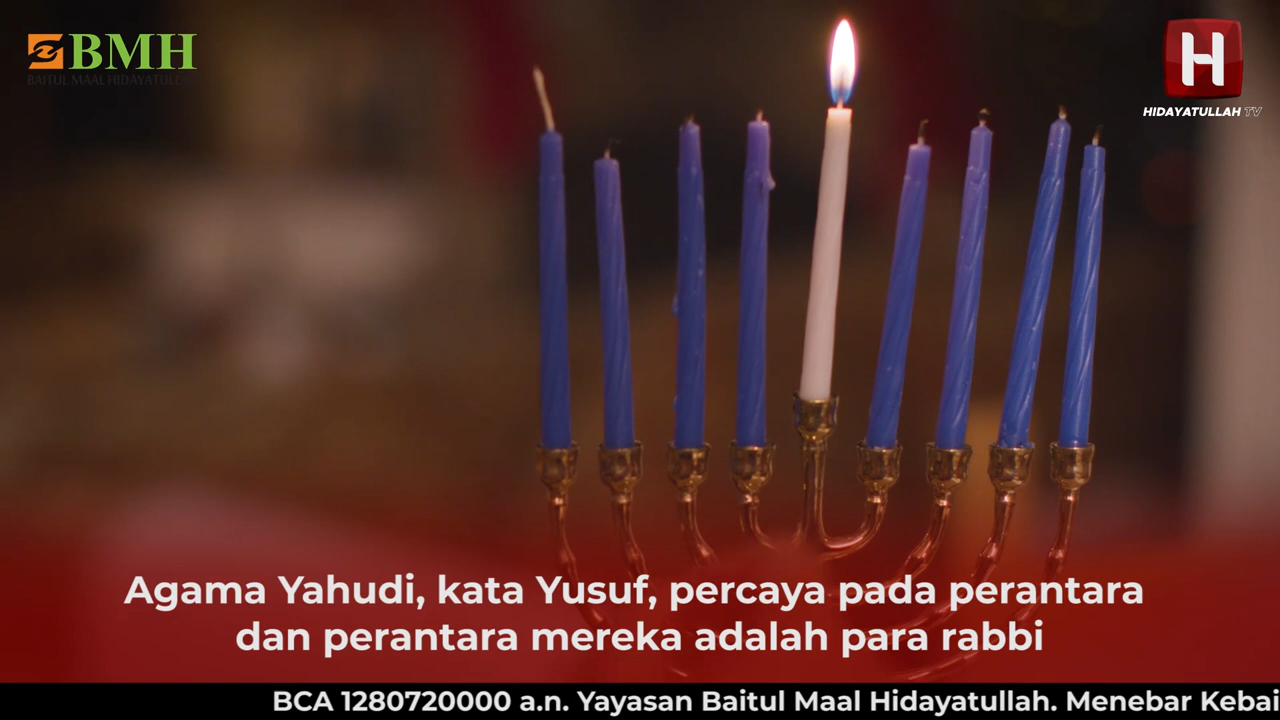 BMH
BAITUL MAAL HIDAYATULL
H
HIDAYATULLAH TV
Agama Yahudi, kata Yusuf, percaya pada perantara
dan perantara mereka adalah para rabbi
BCA 1280720000 a.n. Yayasan Baitul Maal Hidayatullah. Menebar Kebai